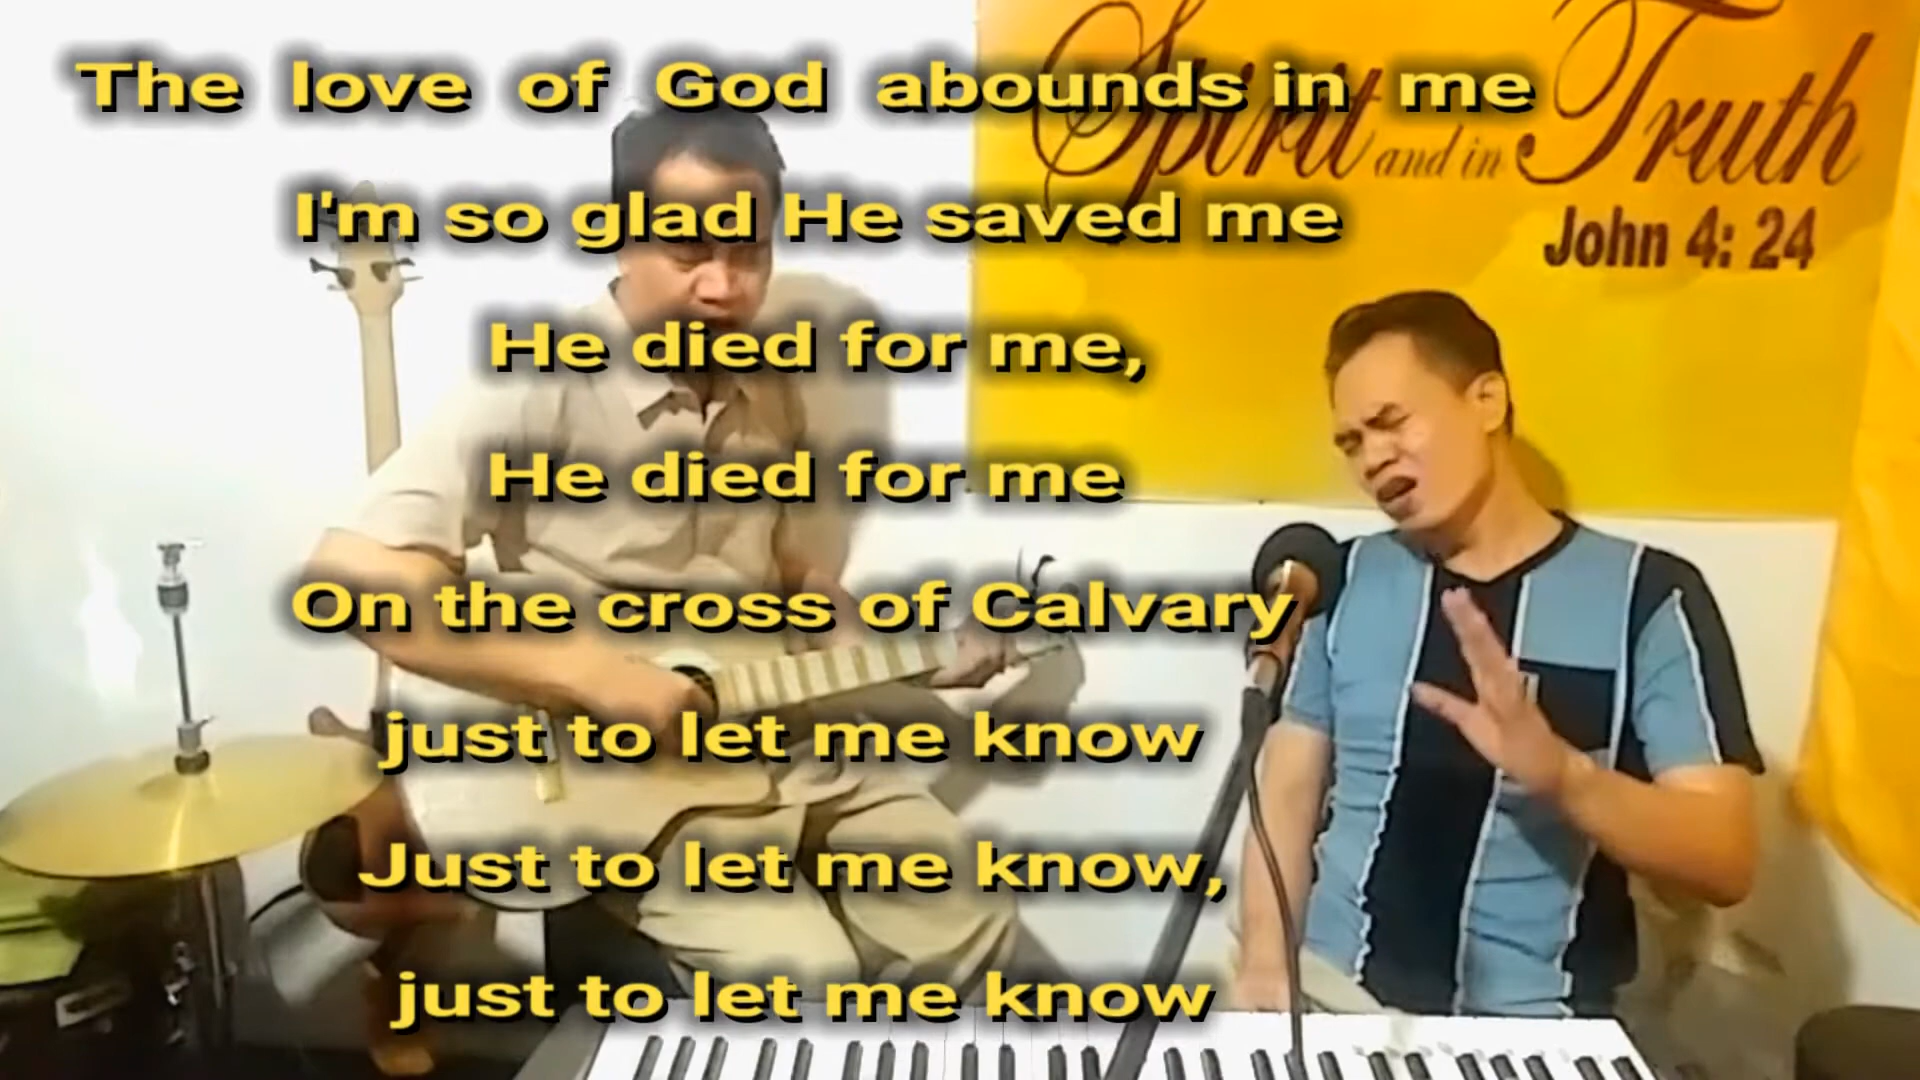 The love of God abounds in me
I'm so glad He saved me
He died for me,
He died for me
On the cross of Calvary
just to let me know
Just to let me know,
just to let me know
Spirit and in Truth
John 4: 24